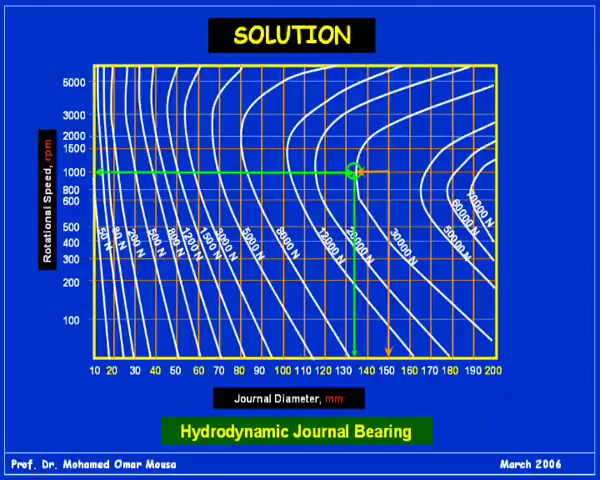 SOLUTION
5000
3000
2000
1500
1000
800
600
500
400
300
200
100
Rotational Speed, rpm
50 N
80 N
200 N
500 N
800 N
1200 N
1500 N
3000 N
5000 N
8000 N
12000 N
20000 N
30000 N
50000 N
60000 N
70000 N
10 20 30 40 50 60 70 80 90 100 110 120 130 140 150 160 170 180 190 200
Journal Diameter, mm
Hydrodynamic Journal Bearing
Prof. Dr. Mohamed Omar Mousa
March 2006